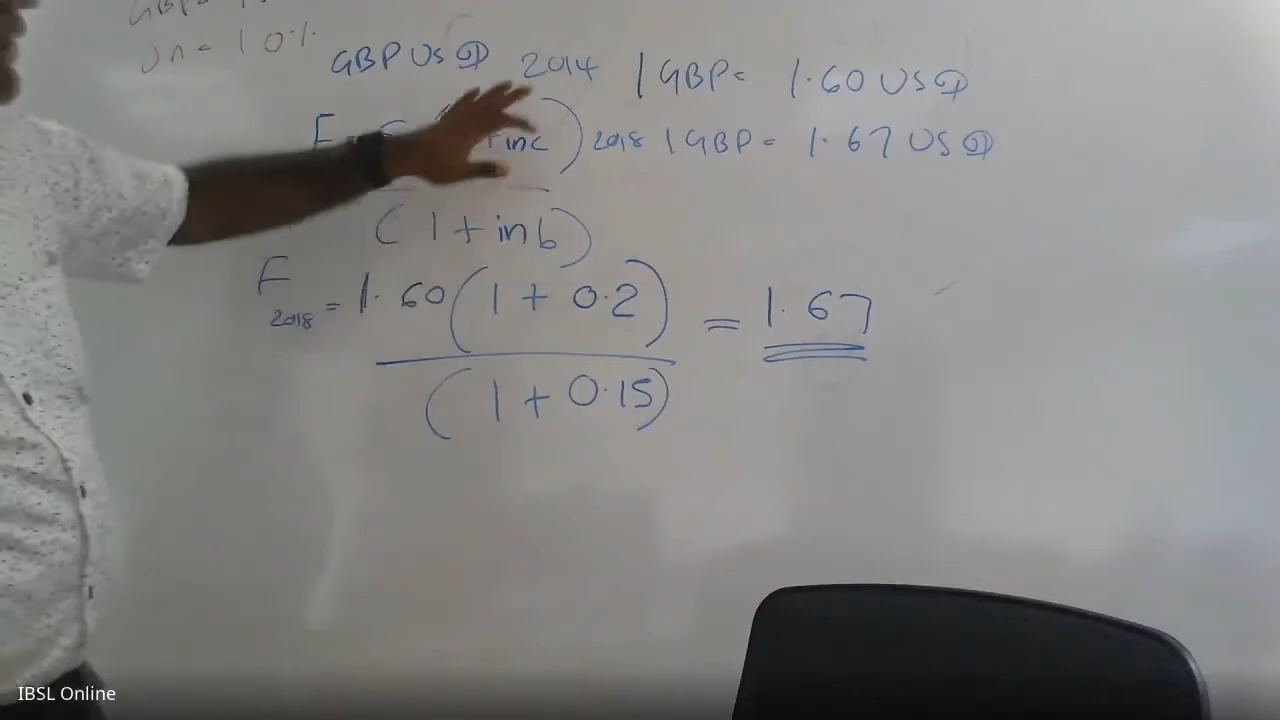 GBP
un = 10%
GBP USD 2014 1 GBP = 1.60 USD
F = inc) 2018 1 GBP = 1.67 USD
(1 + inb)
F 2018 = 1.60 (1 + 0.2) = 1.67
(1 + 0.15)
IBSL Online